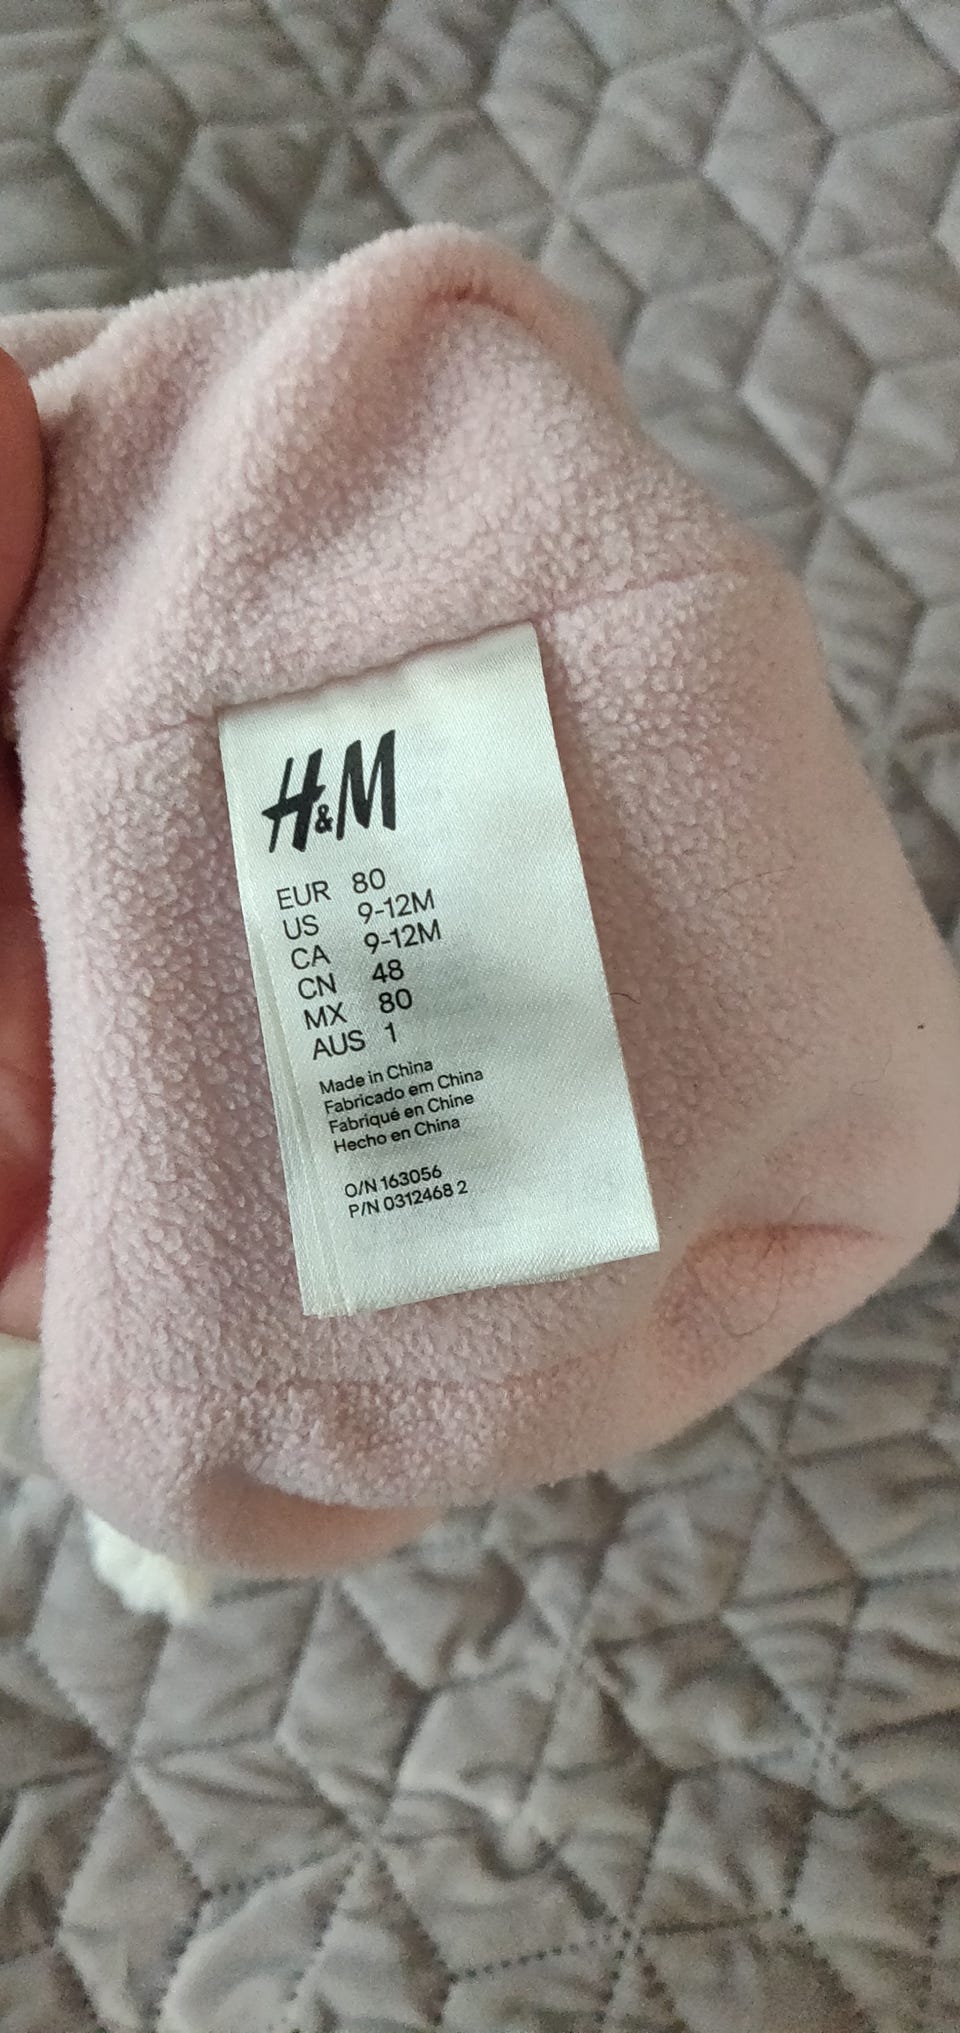 H&M
EUR 80
US 9-12M
CA 9-12M
CN 48
MX 80
AUS 1
Made in China
Fabricado em China
Fabriqué en Chine
Hecho en China
O/N 163056
P/N 0312468 2